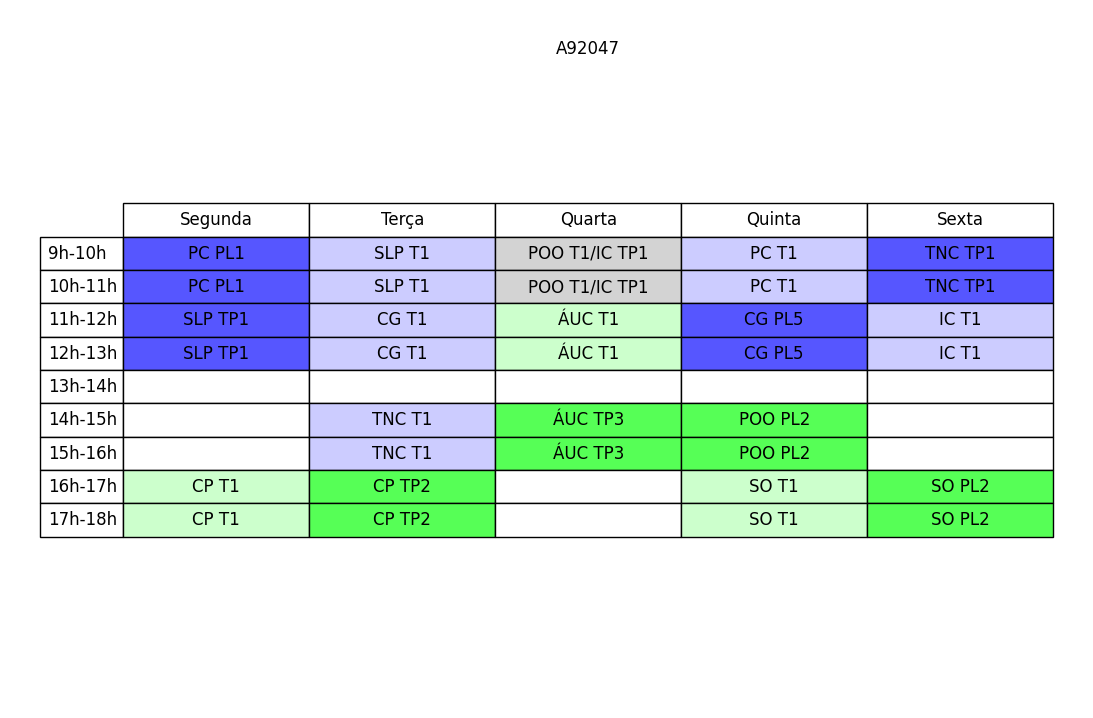 A92047
Segunda Terça Quarta Quinta Sexta
9h-10h PC PL1 SLP T1 POO T1/IC TP1 PC T1 TNC TP1
10h-11h PC PL1 SLP T1 POO T1/IC TP1 PC T1 TNC TP1
11h-12h SLP TP1 CG T1 ÁUC T1 CG PL5 IC T1
12h-13h SLP TP1 CG T1 ÁUC T1 CG PL5 IC T1
13h-14h
14h-15h TNC T1 ÁUC TP3 POO PL2
15h-16h TNC T1 ÁUC TP3 POO PL2
16h-17h CP T1 CP TP2 SO T1 SO PL2
17h-18h CP T1 CP TP2 SO T1 SO PL2